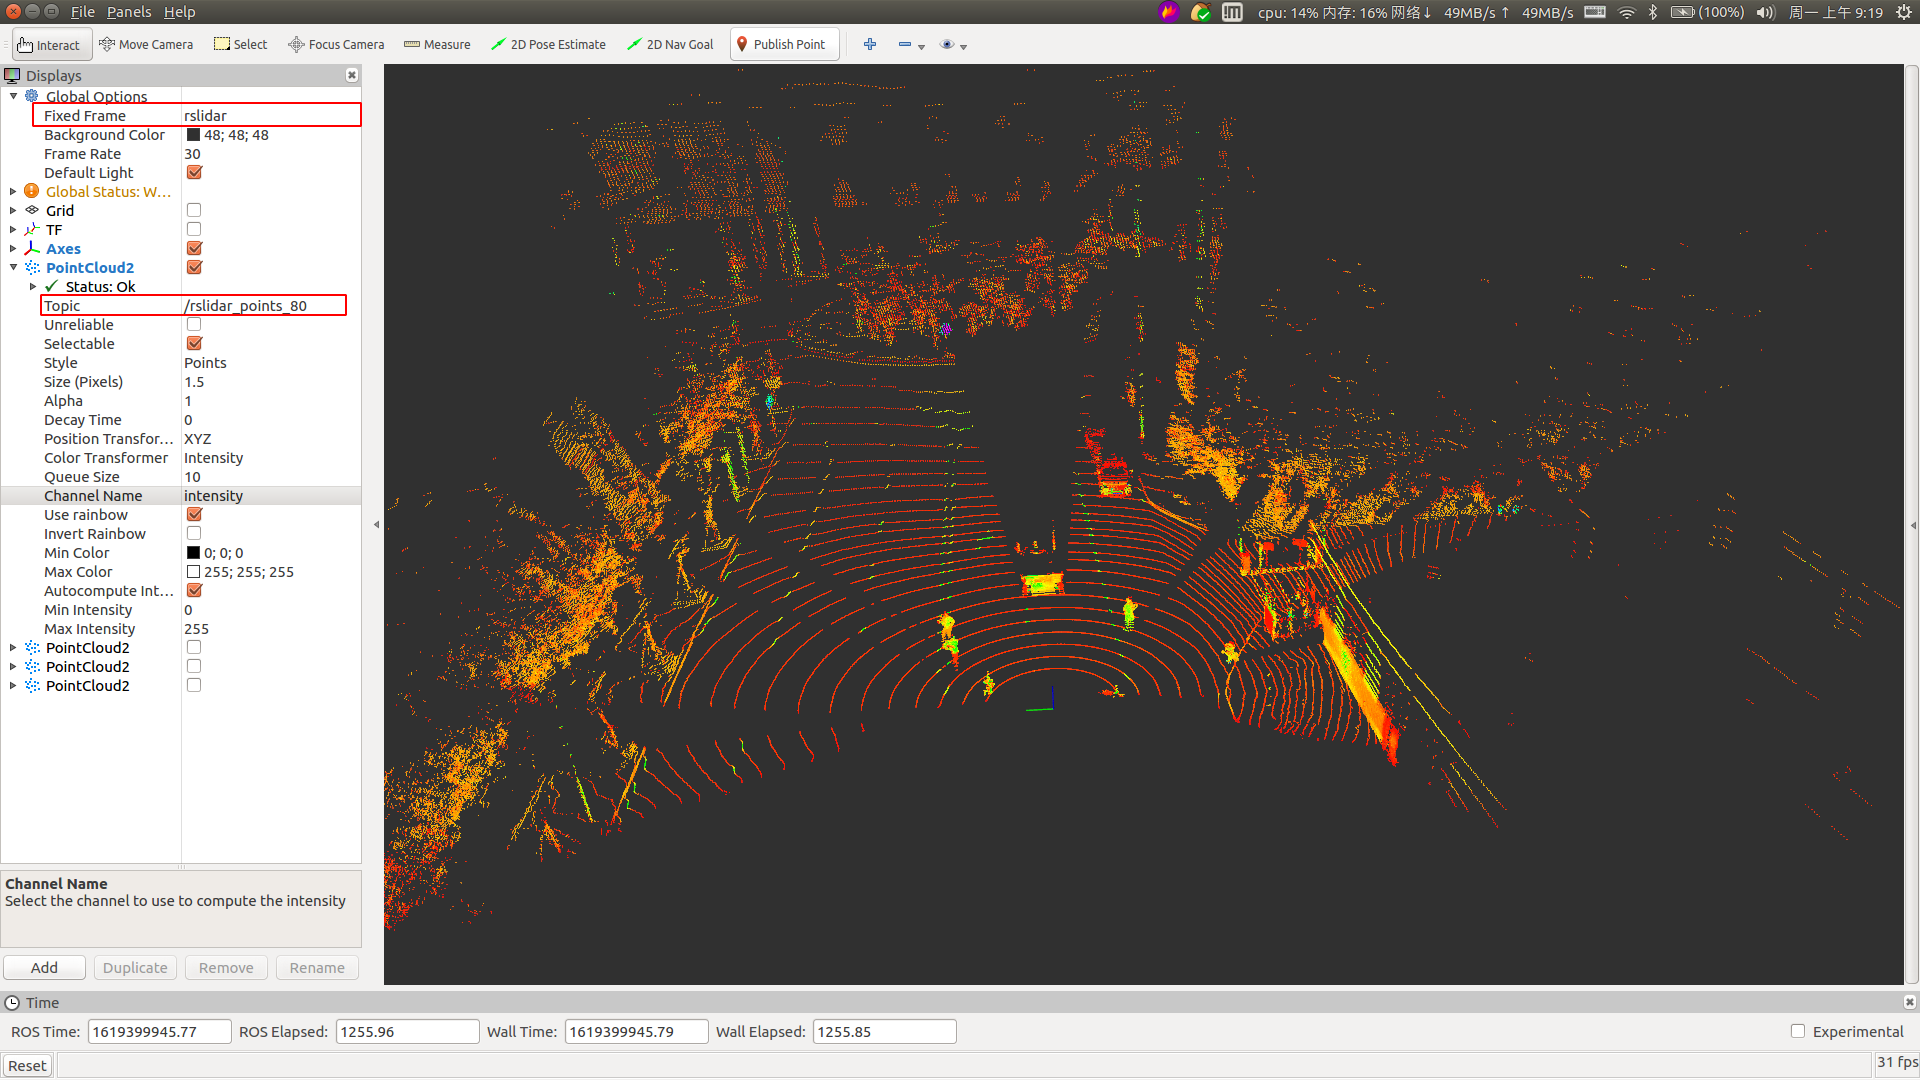 File Panels Help
cpu: 14% 内存: 16% 网络↓ 49MB/s ↑ 49MB/s (100%) 周一 上午 9:19
Interact Move Camera Select Focus Camera Measure 2D Pose Estimate 2D Nav Goal Publish Point
Displays
Global Options
Fixed Frame rslidar
Background Color 48; 48; 48
Frame Rate 30
Default Light
Global Status: W...
Grid
TF
Axes
PointCloud2
Status: Ok
Topic /rslidar_points_80
Unreliable
Selectable
Style Points
Size (Pixels) 1.5
Alpha 1
Decay Time 0
Position Transfor... XYZ
Color Transformer Intensity
Queue Size 10
Channel Name intensity
Use rainbow
Invert Rainbow
Min Color 0; 0; 0
Max Color 255; 255; 255
Autocompute Int...
Min Intensity 0
Max Intensity 255
PointCloud2
PointCloud2
PointCloud2
Channel Name
Select the channel to use to compute the intensity
Add Duplicate Remove Rename
Time
ROS Time: 1619399945.77 ROS Elapsed: 1255.96 Wall Time: 1619399945.79 Wall Elapsed: 1255.85 Experimental
Reset 31 fps